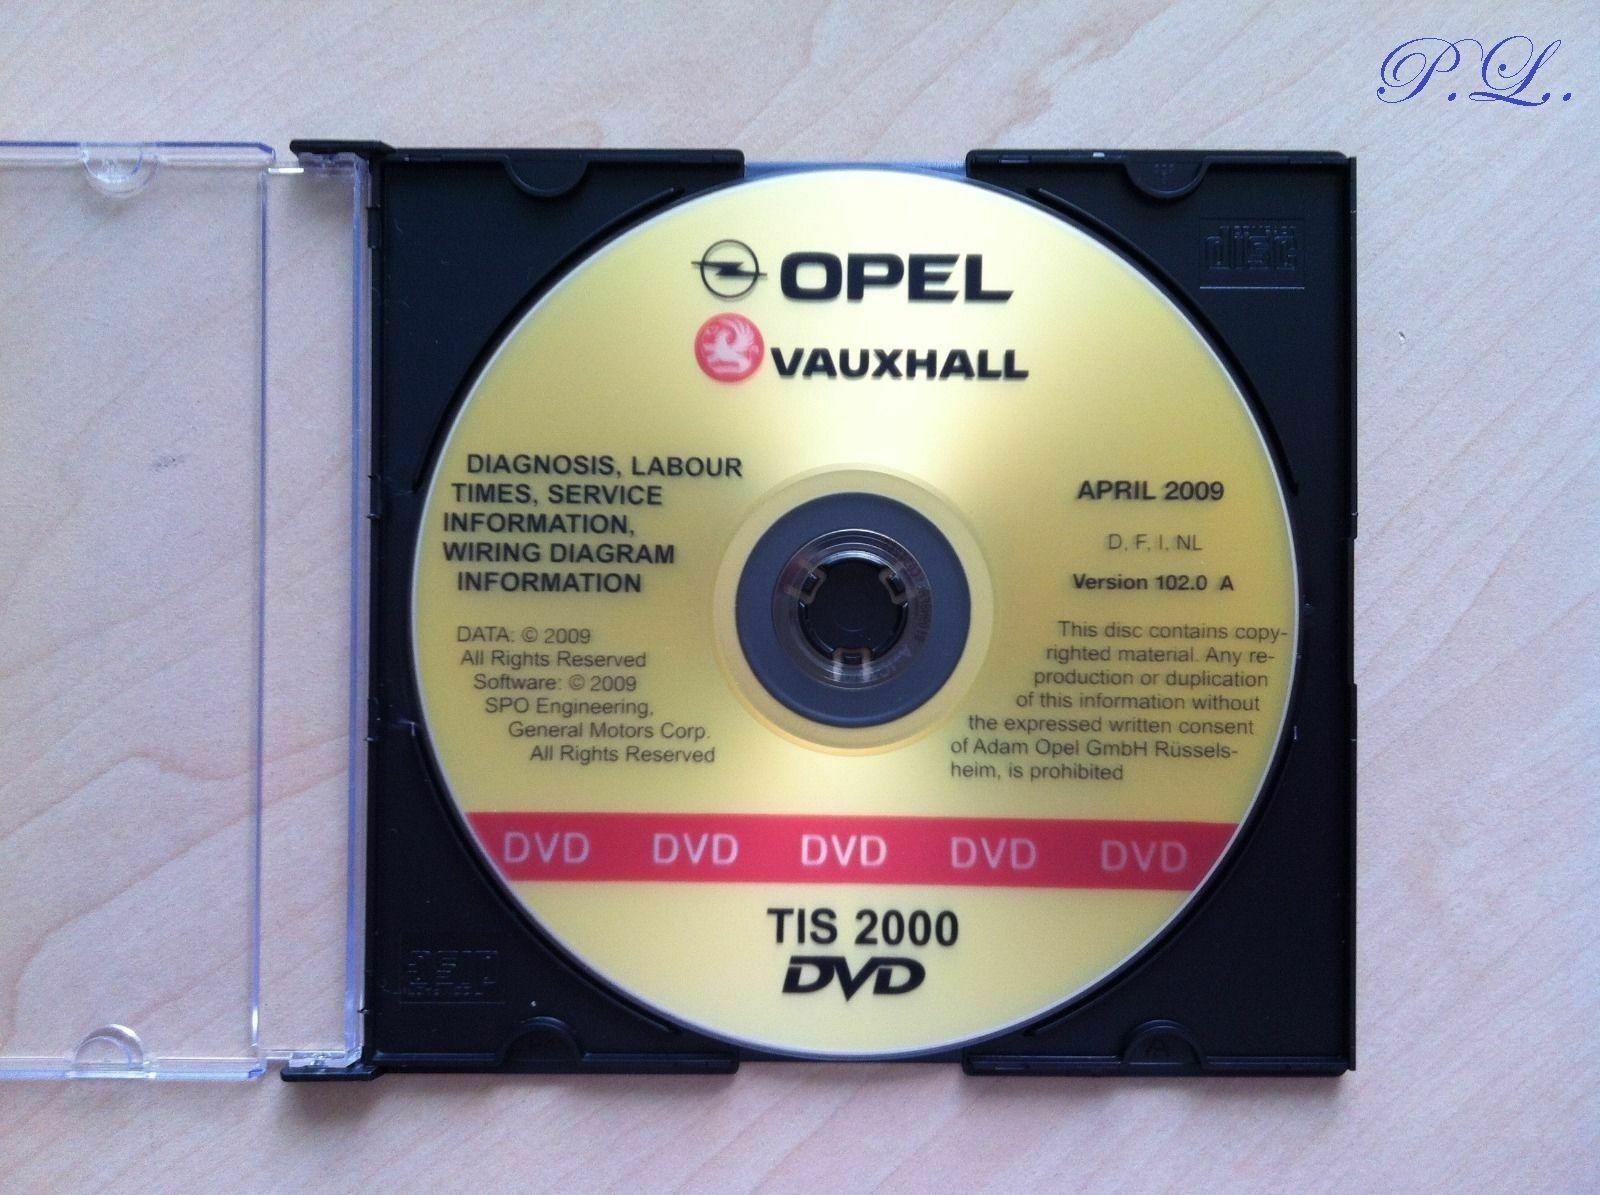 P.L..
OPEL
VAUXHALL
DIAGNOSIS, LABOUR
TIMES, SERVICE
INFORMATION,
WIRING DIAGRAM
INFORMATION
DATA: © 2009
All Rights Reserved
Software: © 2009
SPO Engineering,
General Motors Corp.
All Rights Reserved
APRIL 2009
D, F, I, NL
Version 102.0 A
This disc contains copy-
righted material. Any re-
production or duplication
of this information without
the expressed written consent
of Adam Opel GmbH Rüssels-
heim, is prohibited
DVD DVD DVD DVD DVD
TIS 2000
DVD
COMPACT
disc